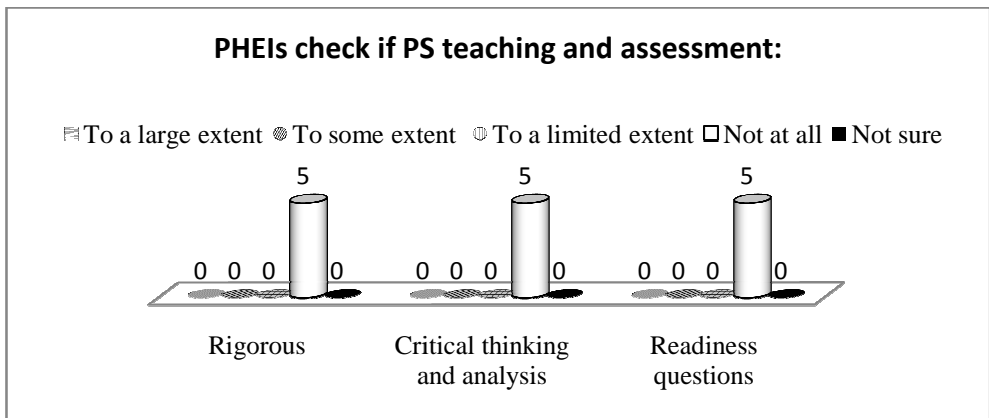 PHEIs check if PS teaching and assessment:
To a large extent To some extent To a limited extent Not at all Not sure
5 5 5
0 0 0 0 0 0 0 0 0 0 0 0
Rigorous Critical thinking Readiness
and analysis questions